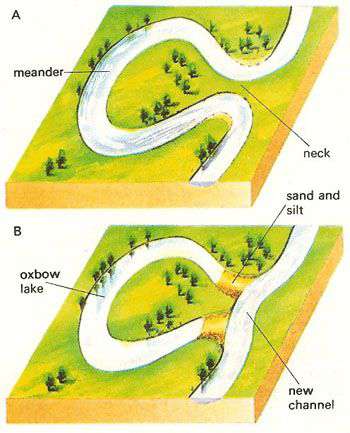 A
meander
neck
sand and
silt
B
oxbow
lake
new
channel